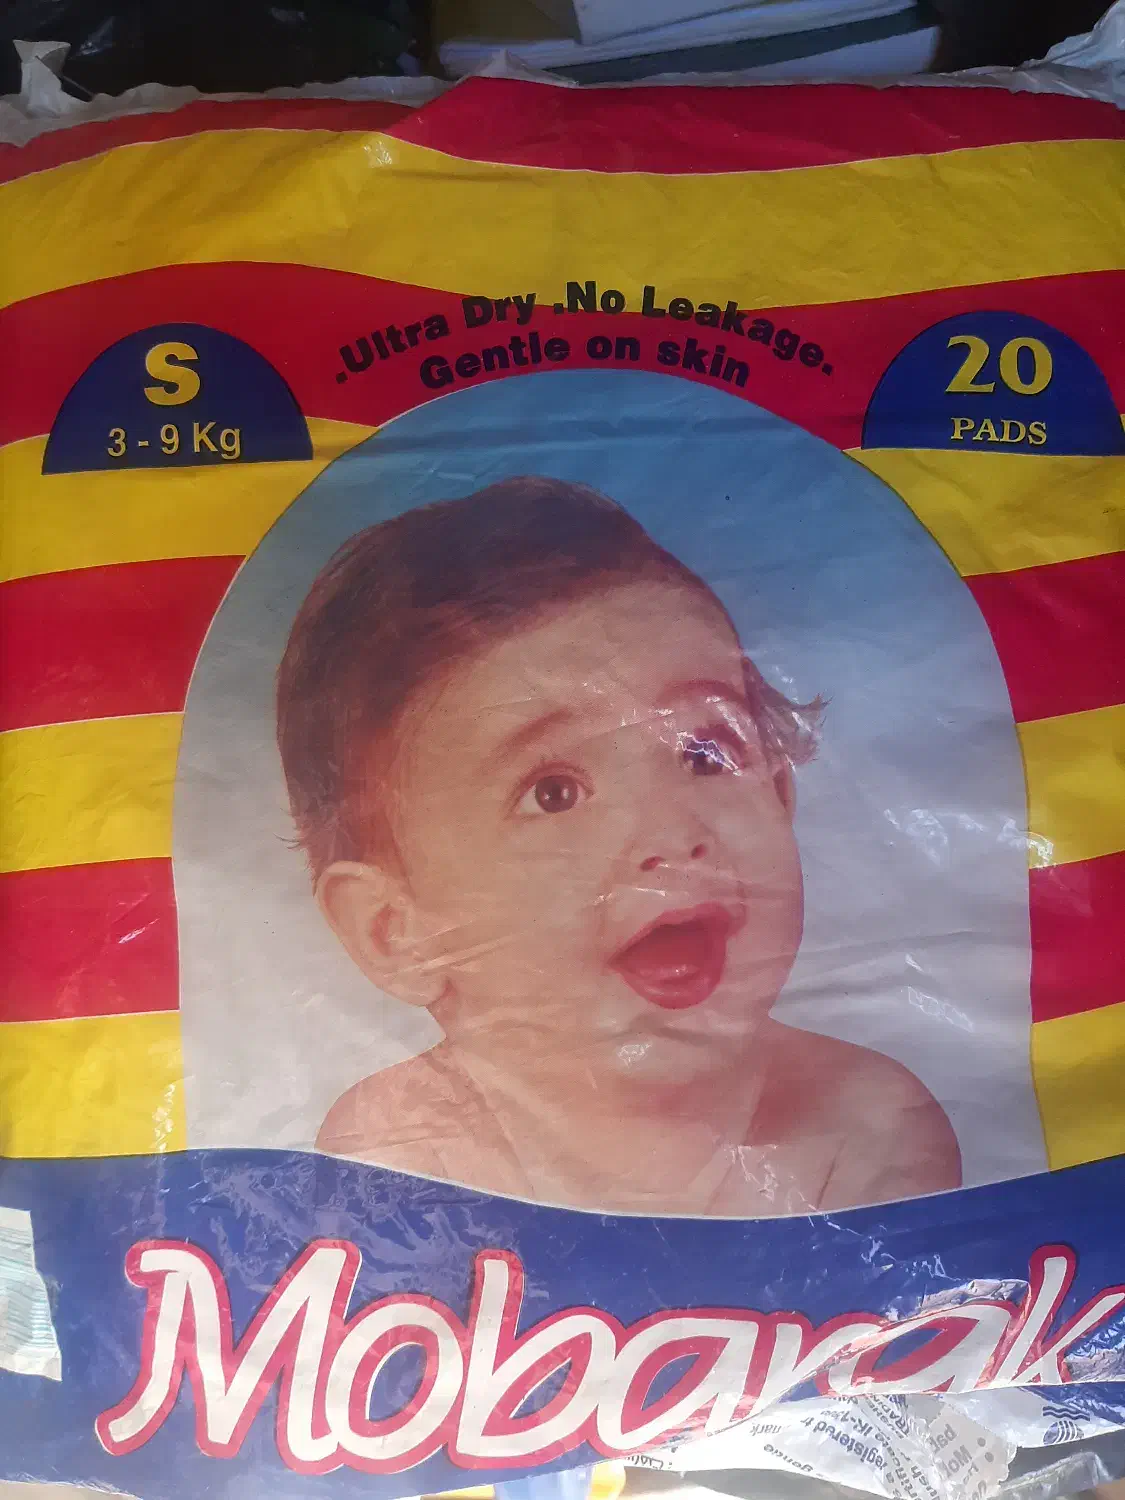 .Ultra Dry .No Leakage.
Gentle on skin
S
3 - 9 Kg
20
PADS
Mobarak